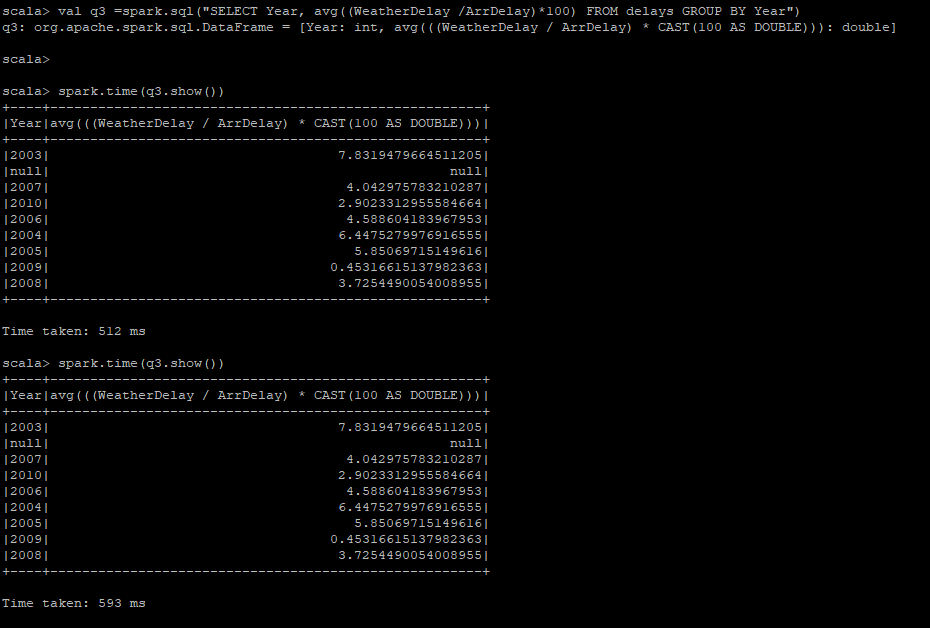 scala> val q3 =spark.sql("SELECT Year, avg((WeatherDelay /ArrDelay)*100) FROM delays GROUP BY Year")
q3: org.apache.spark.sql.DataFrame = [Year: int, avg(((WeatherDelay / ArrDelay) * CAST(100 AS DOUBLE))): double]
scala>
scala> spark.time(q3.show())
+----+------------------------------------------------------+
|Year|avg(((WeatherDelay / ArrDelay) * CAST(100 AS DOUBLE)))|
+----+------------------------------------------------------+
|2003|                                    7.8319479664511205|
|null|                                                  null|
|2007|                                     4.042975783210287|
|2010|                                    2.9023312955584664|
|2006|                                     4.588604183967953|
|2004|                                    6.4475279976916555|
|2005|                                      5.85069715149616|
|2009|                                   0.45316615137982363|
|2008|                                    3.7254490054008955|
+----+------------------------------------------------------+
Time taken: 512 ms
scala> spark.time(q3.show())
+----+------------------------------------------------------+
|Year|avg(((WeatherDelay / ArrDelay) * CAST(100 AS DOUBLE)))|
+----+------------------------------------------------------+
|2003|                                    7.8319479664511205|
|null|                                                  null|
|2007|                                     4.042975783210287|
|2010|                                    2.9023312955584664|
|2006|                                     4.588604183967953|
|2004|                                    6.4475279976916555|
|2005|                                      5.85069715149616|
|2009|                                   0.45316615137982363|
|2008|                                    3.7254490054008955|
+----+------------------------------------------------------+
Time taken: 593 ms